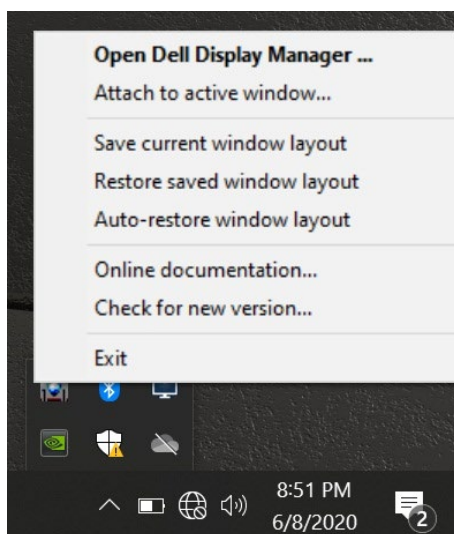 Open Dell Display Manager ...
Attach to active window...
Save current window layout
Restore saved window layout
Auto-restore window layout
Online documentation...
Check for new version...
Exit
8:51 PM
6/8/2020
2